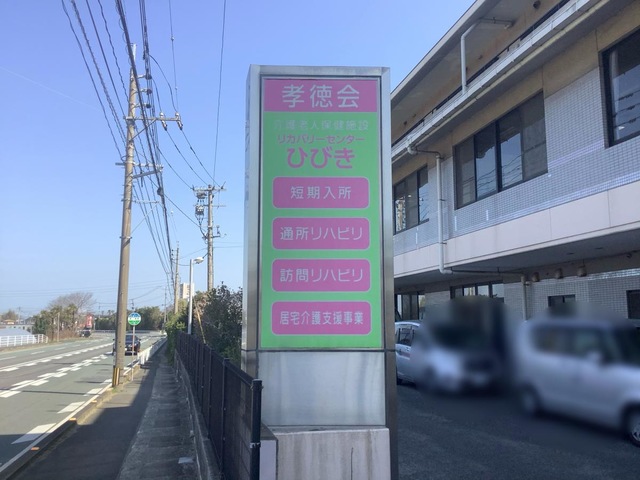 孝徳会
介護老人保健施設
リカバリーセンター
ひびき
短期入所
通所リハビリ
訪問リハビリ
居宅介護支援事業